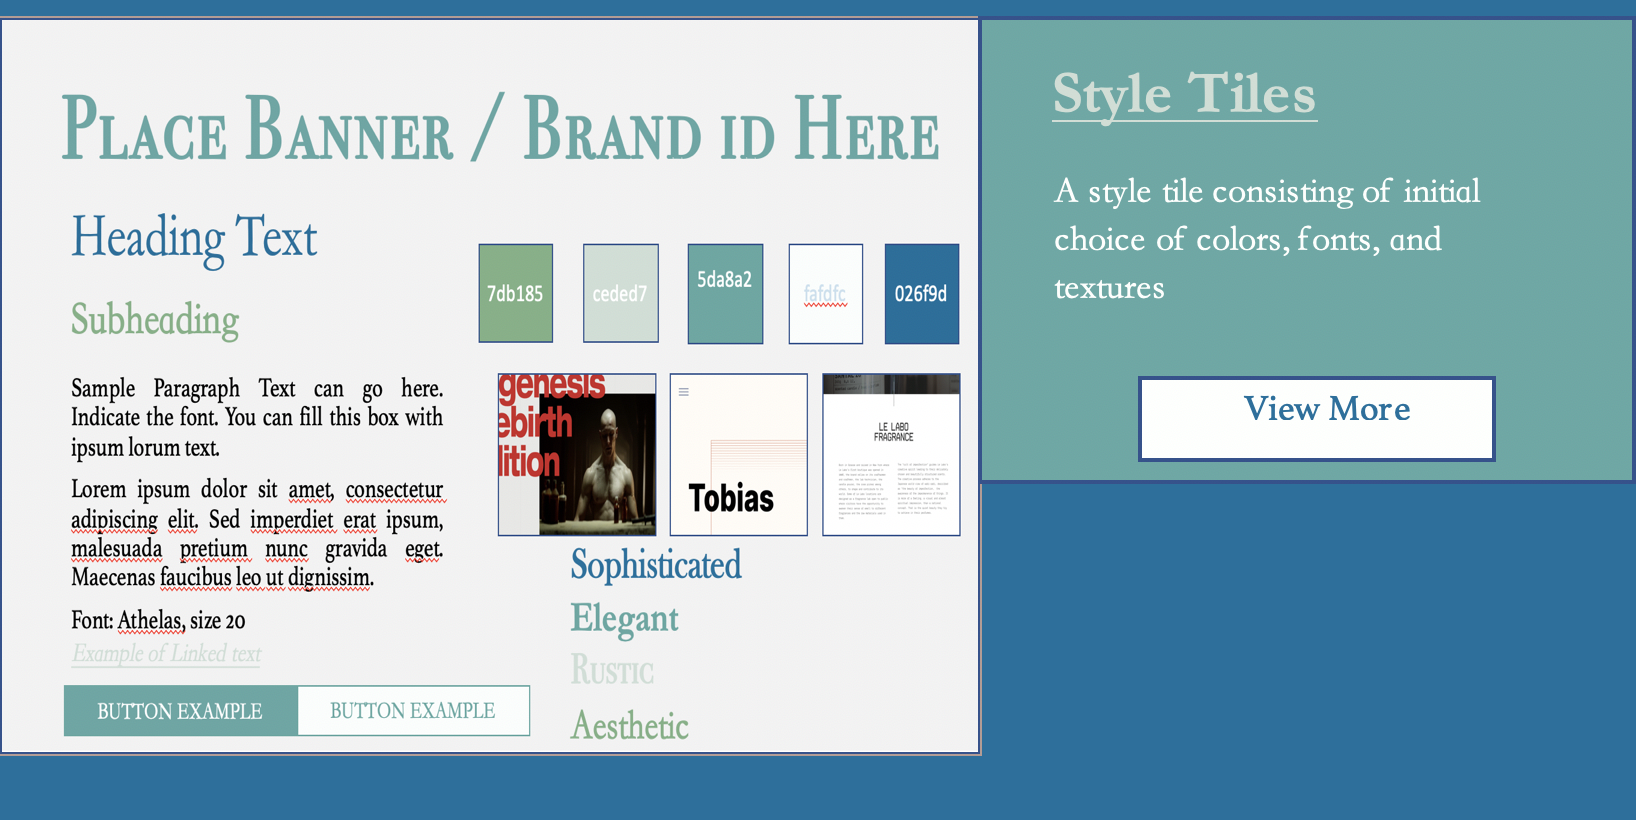 Place Banner / Brand id Here
Heading Text
Subheading
Sample Paragraph Text can go here.
Indicate the font. You can fill this box with
ipsum lorum text.
Lorem ipsum dolor sit amet, consectetur
adipiscing elit. Sed imperdiet erat ipsum,
malesuada pretium nunc gravida eget.
Maecenas faucibus leo ut dignissim.
Font: Athelas, size 20
Example of Linked text
BUTTON EXAMPLE
BUTTON EXAMPLE
7db185
ceded7
5da8a2
fafdfc
026f9d
genesis
ebirth
lition
Tobias
LE LABO
FRAGRANCE
Sophisticated
Elegant
Rustic
Aesthetic
Style Tiles
A style tile consisting of initial
choice of colors, fonts, and
textures
View More